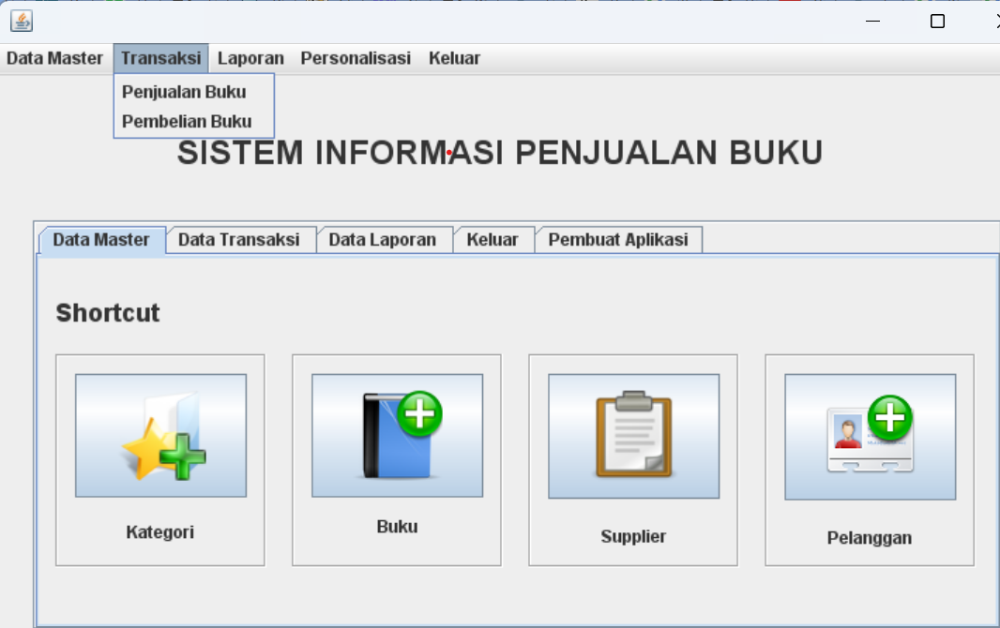 Data Master Transaksi Laporan Personalisasi Keluar
Penjualan Buku
Pembelian Buku
SISTEM INFORMASI PENJUALAN BUKU
Data Master Data Transaksi Data Laporan Keluar Pembuat Aplikasi
Shortcut
Kategori Buku Supplier Pelanggan